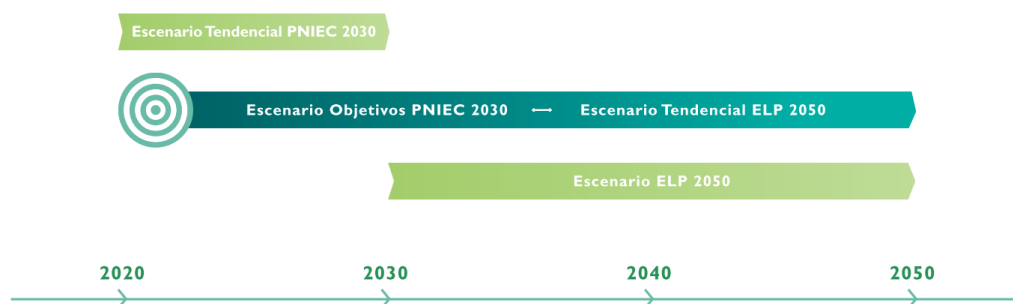 Escenario Tendencial PNIEC 2030
Escenario Objetivos PNIEC 2030 ↔ Escenario Tendencial ELP 2050
Escenario ELP 2050
2020 2030 2040 2050